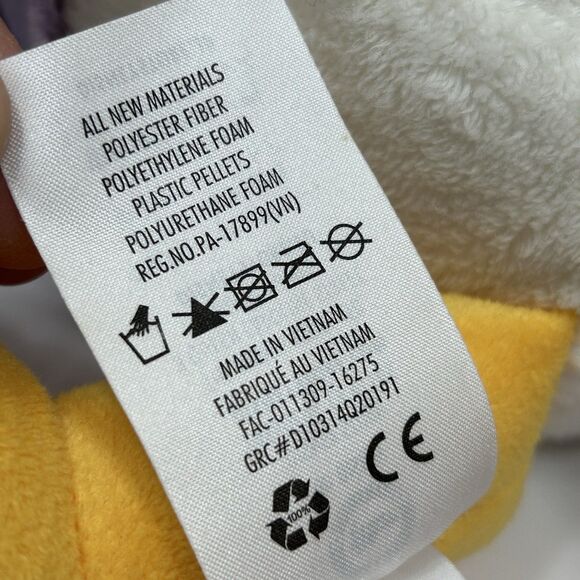 ALL NEW MATERIALS
POLYESTER FIBER
POLYETHYLENE FOAM
PLASTIC PELLETS
POLYURETHANE FOAM
REG.NO.PA-17899(VN)
MADE IN VIETNAM
FABRIQUÉ AU VIETNAM
FAC-011309-16275
GRC#D10314Q20191
CE
100%